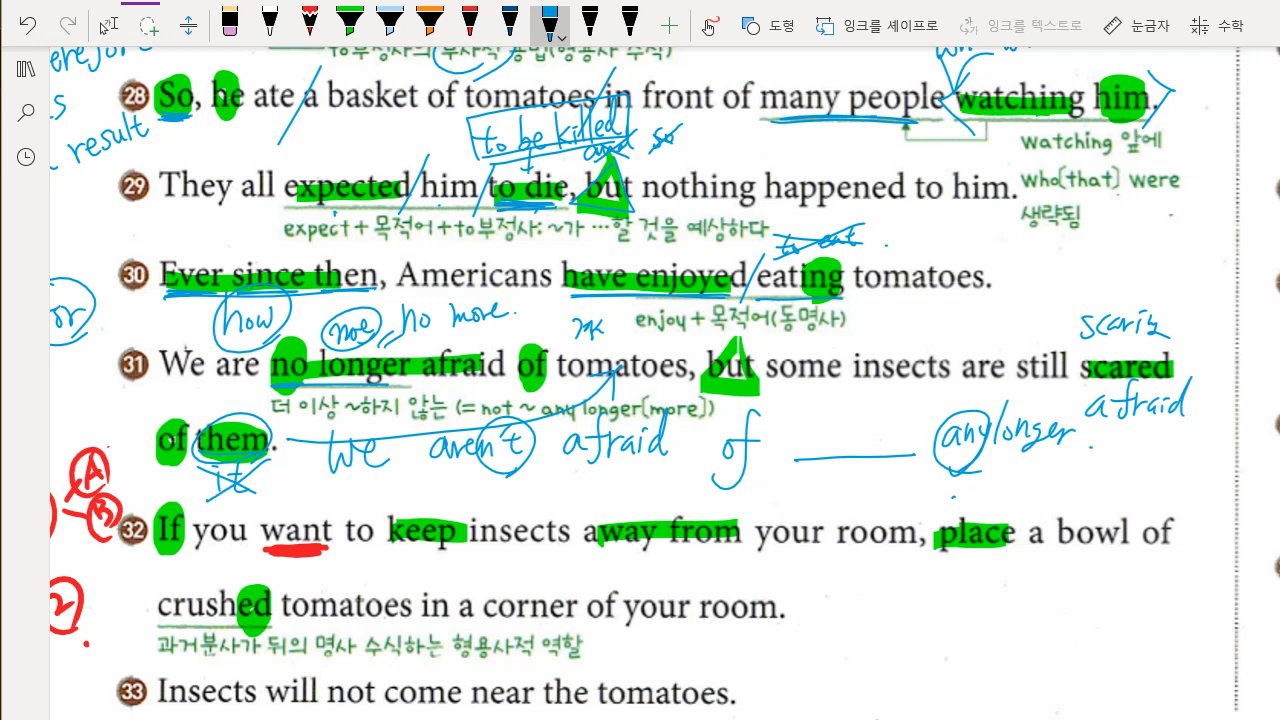 도형 잉크를 셰이프로 잉크를 텍스트로 눈금자 수학
28 So, he ate a basket of tomatoes in front of many people watching him.
result
to be killed
and so
watching 앞에
who(that) were
생략됨
29 They all expected him to die, but nothing happened to him.
expect + 목적어 + to부정사: ~가 …할 것을 예상하다
to eat
30 Ever since then, Americans have enjoyed eating tomatoes.
enjoy + 목적어(동명사)
or
how
no more.
31 We are no longer afraid of tomatoes, but some insects are still scared
더 이상 ~하지 않는 (= not ~ any longer[more])
afraid
of them.
it
We aren't afraid of any longer.
A
B
32 If you want to keep insects away from your room, place a bowl of
crushed tomatoes in a corner of your room.
과거분사가 뒤의 명사 수식하는 형용사적 역할
2
33 Insects will not come near the tomatoes.